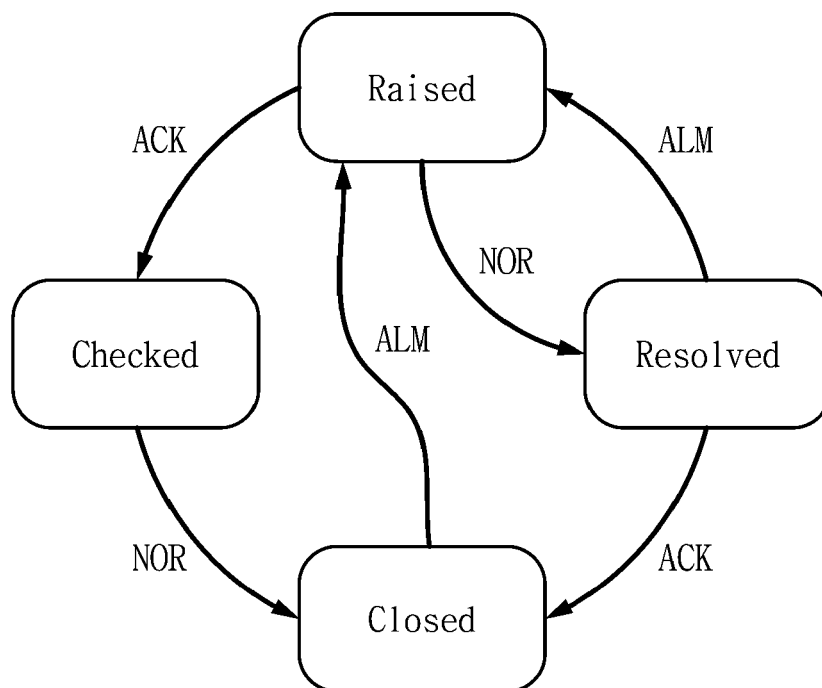 Raised
ACK
ALM
NOR
Checked
ALM
Resolved
NOR
ACK
Closed